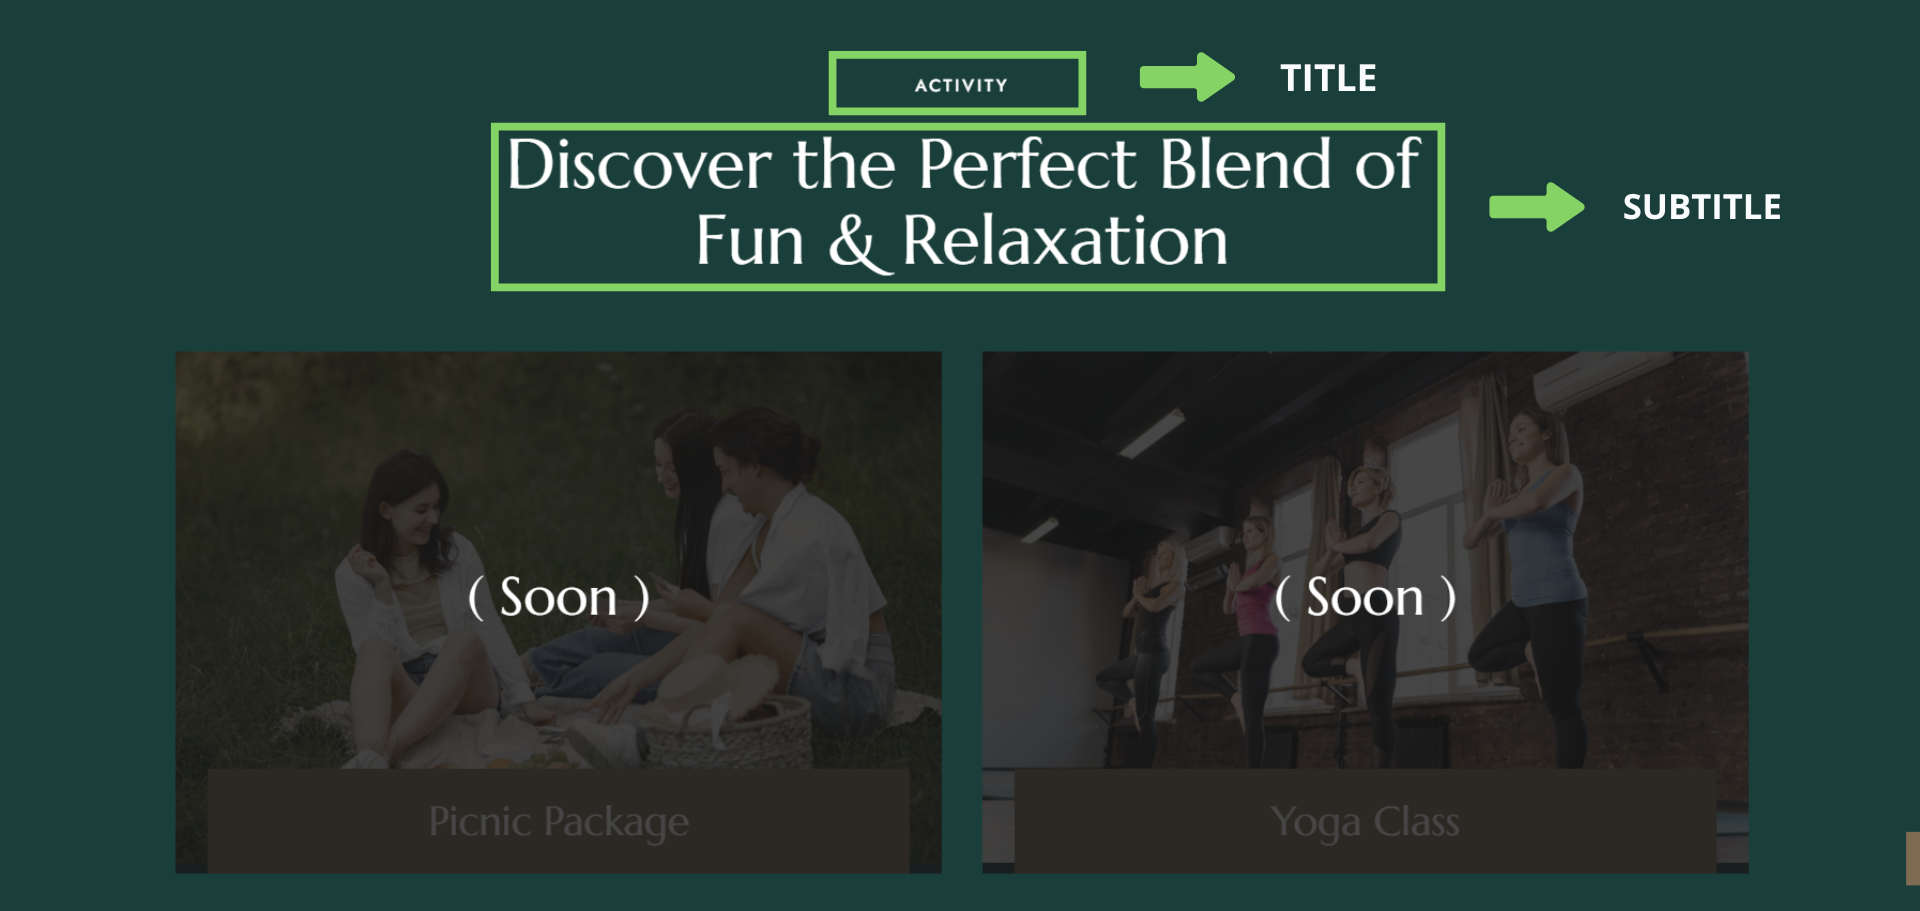 ACTIVITY
TITLE
Discover the Perfect Blend of
Fun & Relaxation
SUBTITLE
( Soon )
Picnic Package
( Soon )
Yoga Class